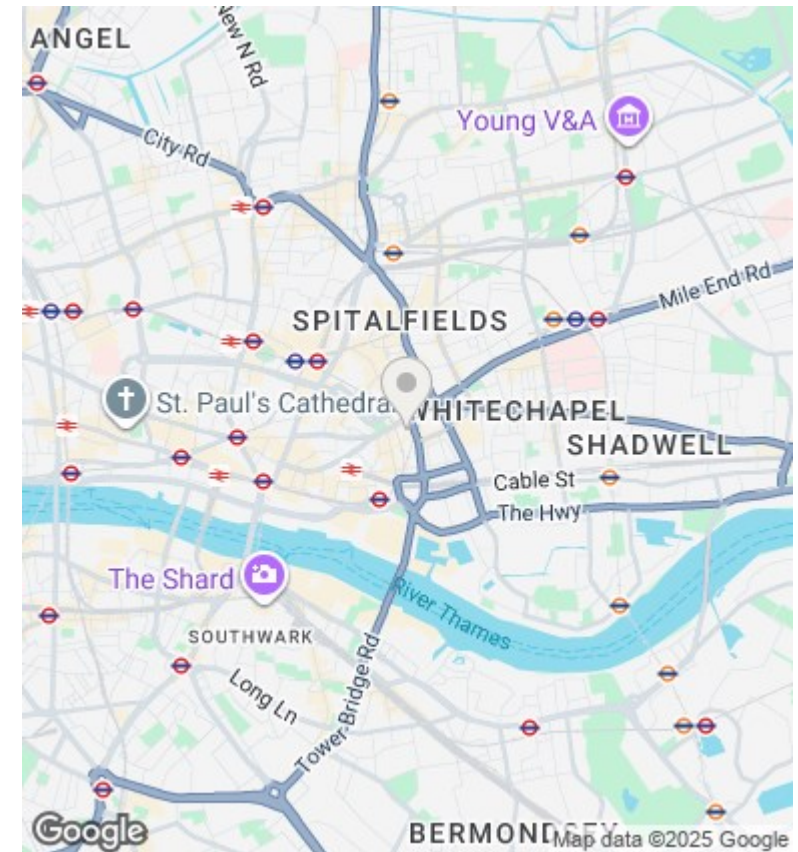 ANGEL
New N Rd
City Rd
Young V&A
Mile End Rd
SPITALFIELDS
St. Paul's Cathedral
WHITECHAPEL
SHADWELL
Cable St
The Hwy
The Shard
River Thames
SOUTHWARK
Long Ln
Tower Bridge Rd
BERMONDSEY
Google
Map data ©2025 Google